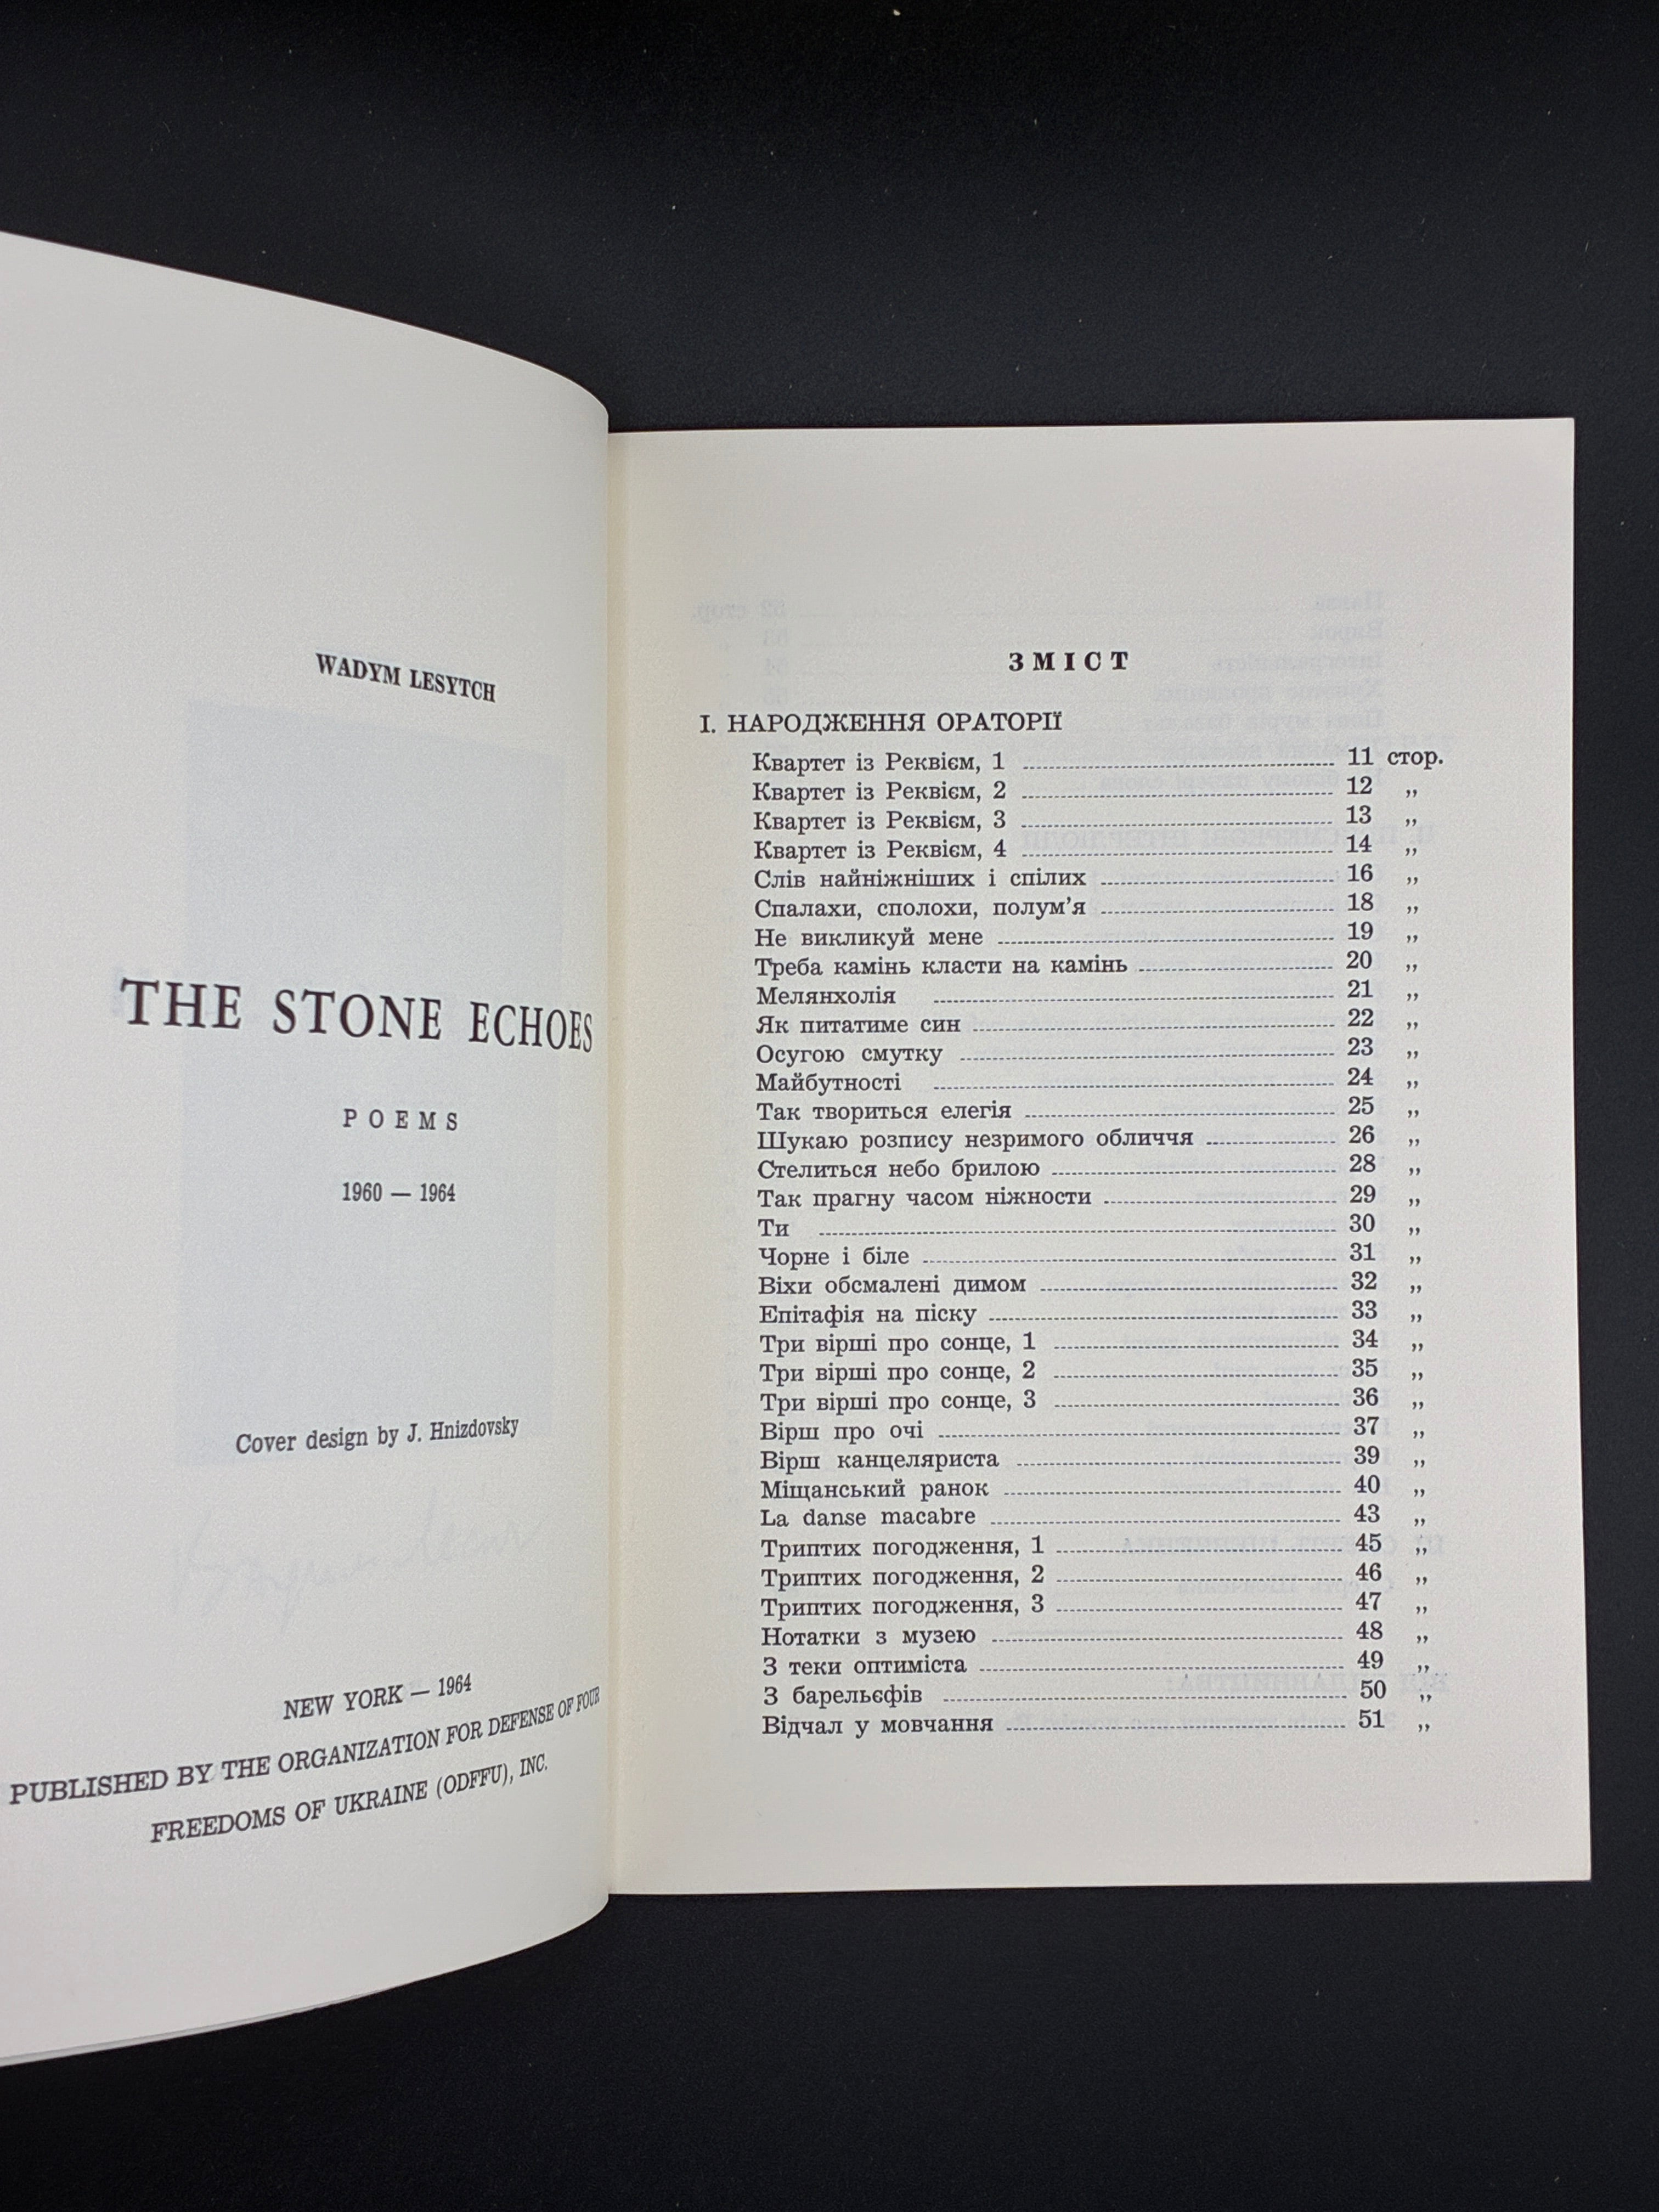 WADYM LESYTCH
THE STONE ECHOES
POEMS
1960 — 1964
Cover design by J. Hnizdovsky
NEW YORK — 1964
PUBLISHED BY THE ORGANIZATION FOR DEFENSE OF FOUR
FREEDOMS OF UKRAINE (ODFFU), INC.
ЗМІСТ
I. НАРОДЖЕННЯ ОРАТОРІЇ
Квартет із Реквієм, 1 11 стор.
Квартет із Реквієм, 2 12 „
Квартет із Реквієм, 3 13 „
Квартет із Реквієм, 4 14 „
Слів найніжніших і спілих 16 „
Спалахи, сполохи, полум’я 18 „
Не викликуй мене 19 „
Треба камінь класти на камінь 20 „
Мелянхолія 21 „
Як питатиме син 22 „
Осугою смутку 23 „
Майбутності 24 „
Так твориться елегія 25 „
Шукаю розпису незримого обличчя 26 „
Стелиться небо брилою 28 „
Так прагну часом ніжности 29 „
Ти 30 „
Чорне і біле 31 „
Віхи обсмалені димом 32 „
Епітафія на піску 33 „
Три вірші про сонце, 1 34 „
Три вірші про сонце, 2 35 „
Три вірші про сонце, 3 36 „
Вірш про очі 37 „
Вірш канцеляриста 39 „
Міщанський ранок 40 „
La danse macabre 43 „
Триптих погодження, 1 45 „
Триптих погодження, 2 46 „
Триптих погодження, 3 47 „
Нотатки з музею 48 „
З теки оптиміста 49 „
З барельєфів 50 „
Відчал у мовчання 51 „